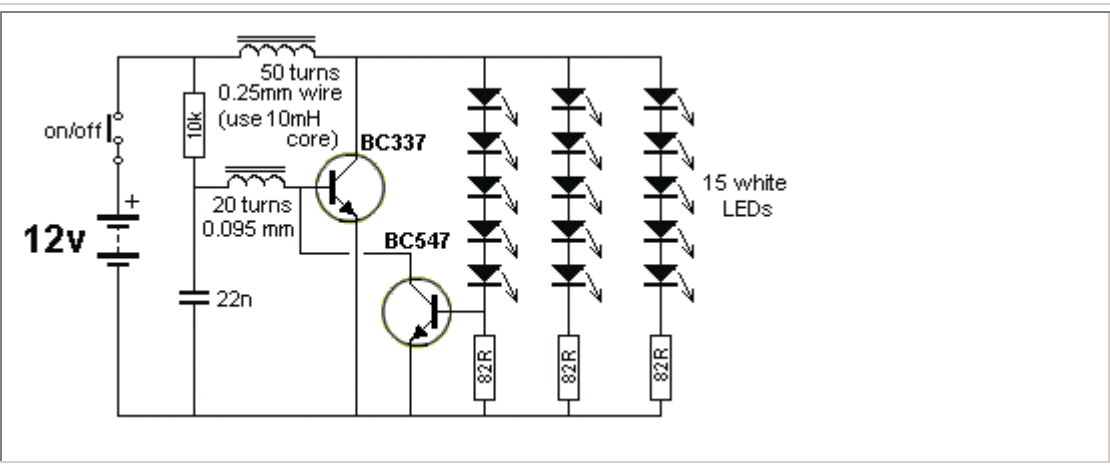 50 turns
0.25mm wire
(use 10mH
core)
on/off
10k
BC337
20 turns
0.095 mm
+
12v
BC547
15 white
LEDs
22n
82R
82R
82R